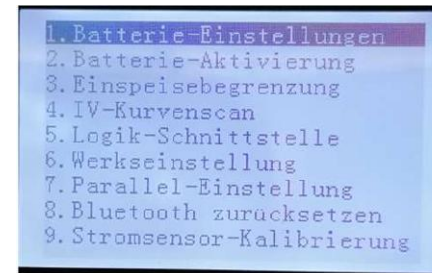 1.Batterie-Einstellungen
2.Batterie-Aktivierung
3.Einspeisebegrenzung
4.IV-Kurvenscan
5.Logik-Schnittstelle
6.Werkseinstellung
7.Parallel-Einstellung
8.Bluetooth zurücksetzen
9.Stromsensor-Kalibrierung